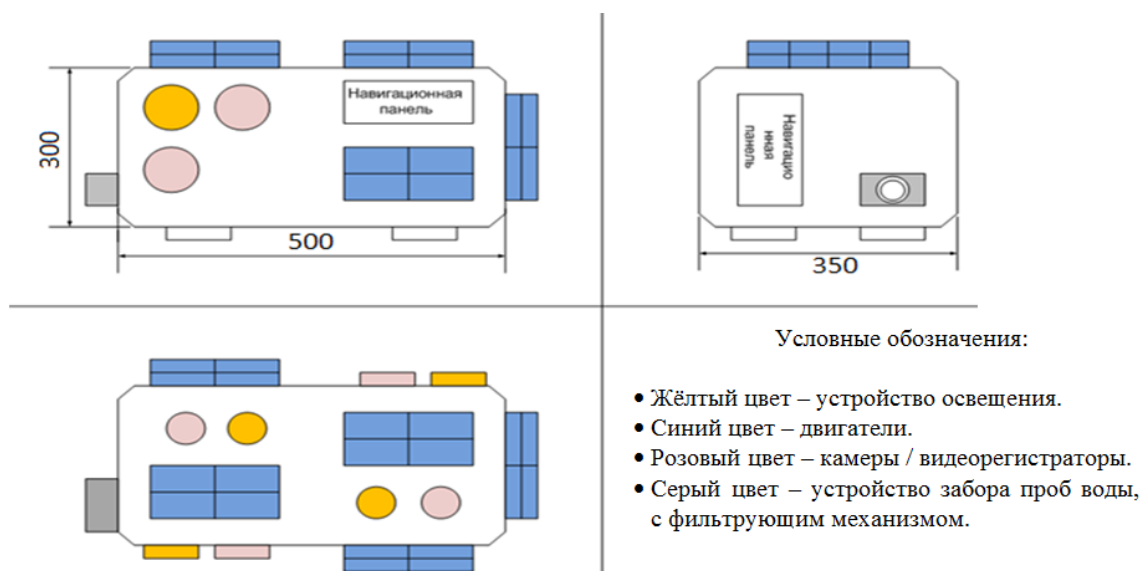 Навигационная
панель
300
500
Навигацио
нная
панель
350
Условные обозначения:
• Жёлтый цвет – устройство освещения.
• Синий цвет – двигатели.
• Розовый цвет – камеры / видеорегистраторы.
• Серый цвет – устройство забора проб воды,
с фильтрующим механизмом.